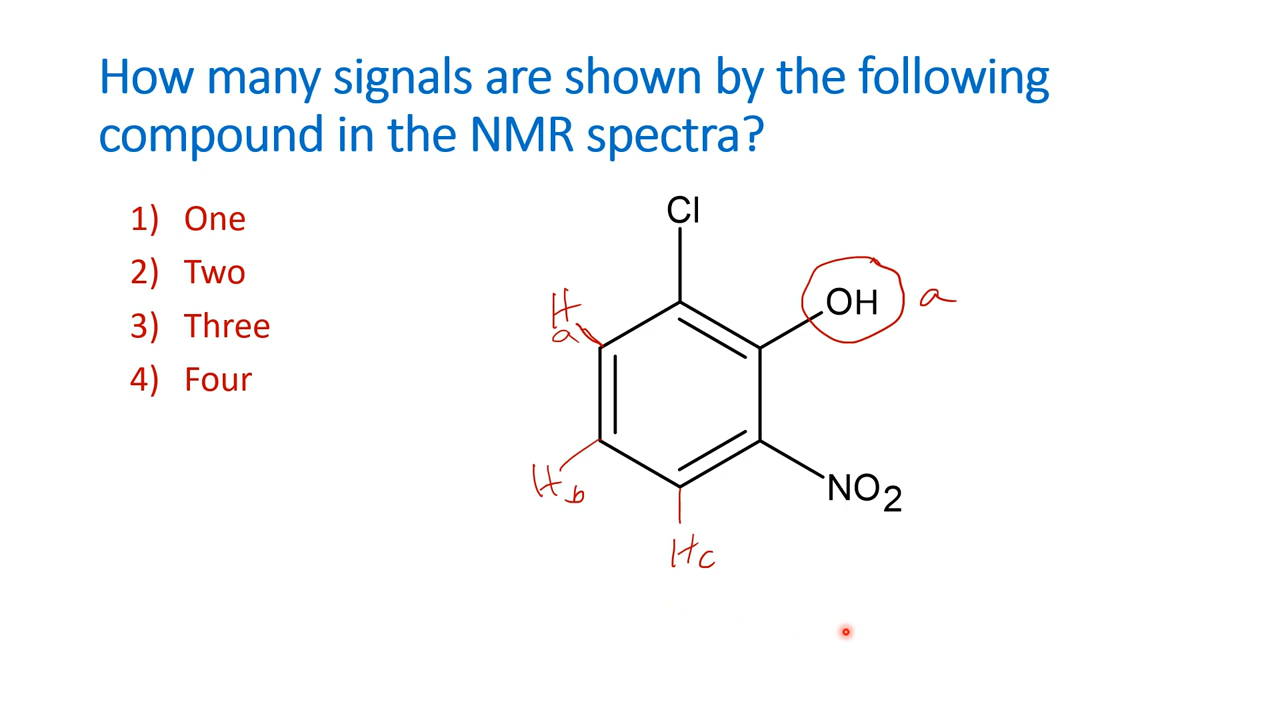 How many signals are shown by the following
compound in the NMR spectra?
1) One
2) Two
3) Three
4) Four
Cl
H
a
OH
a
H b
NO2
Hc